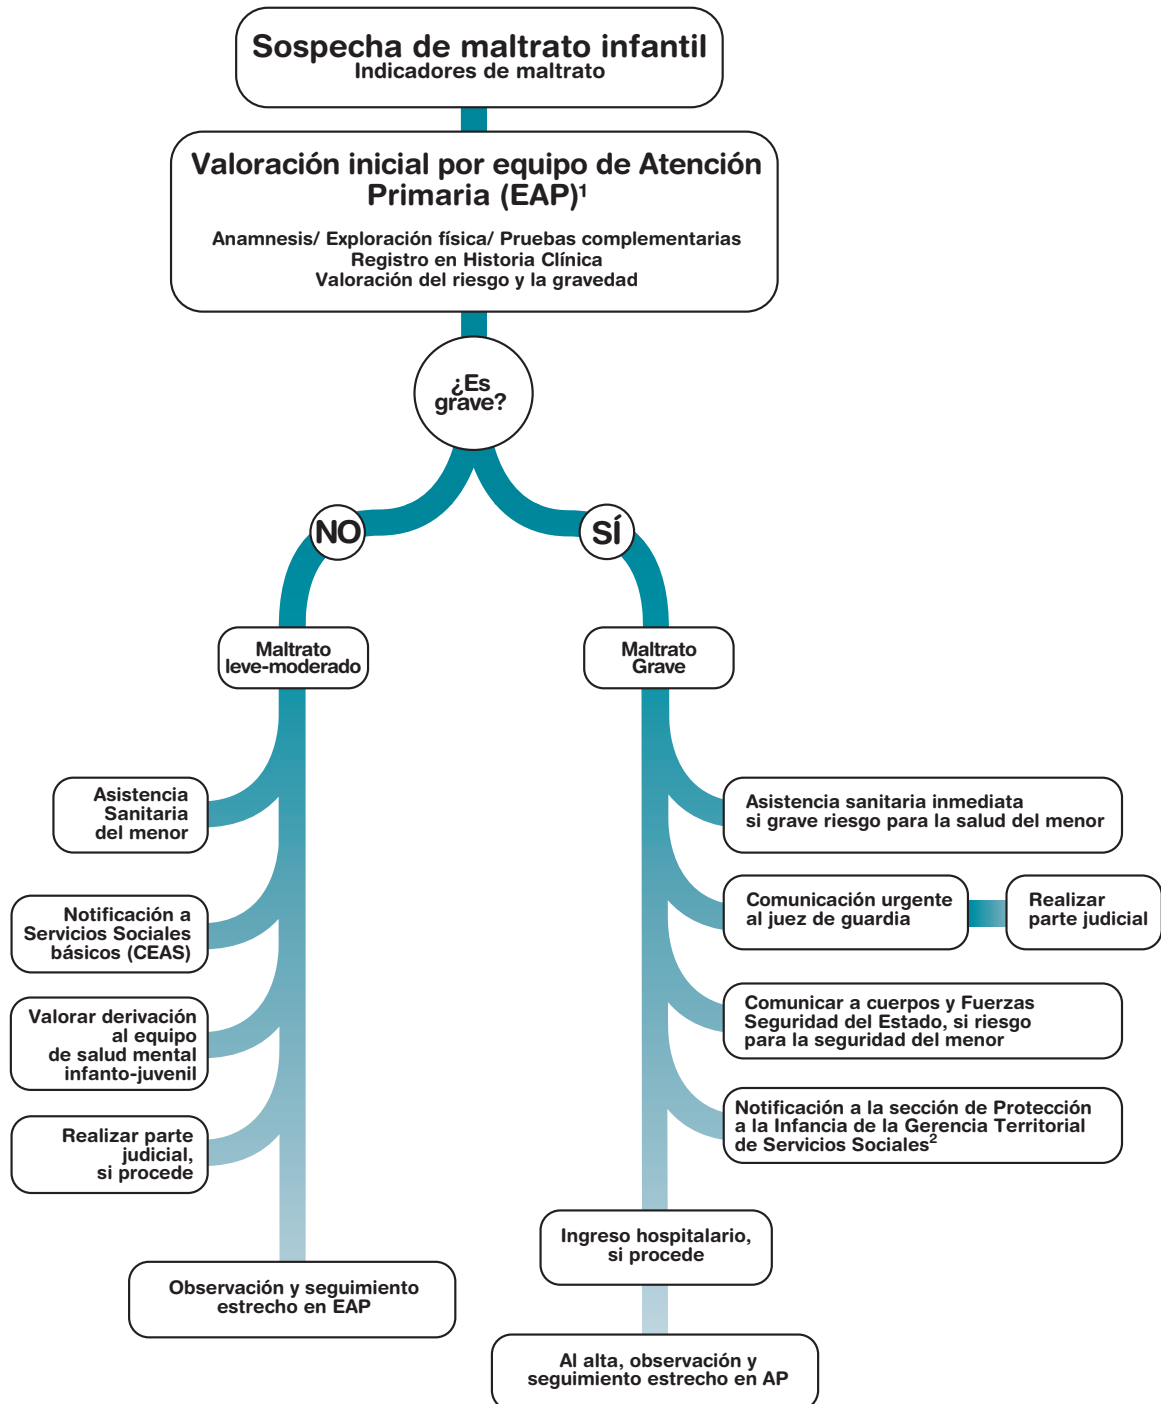 Sospecha de maltrato infantil
Indicadores de maltrato
Valoración inicial por equipo de Atención
Primaria (EAP)¹
Anamnesis/ Exploración física/ Pruebas complementarias
Registro en Historia Clínica
Valoración del riesgo y la gravedad
¿Es
grave?
NO
SÍ
Maltrato
leve-moderado
Asistencia
Sanitaria
del menor
Notificación a
Servicios Sociales
básicos (CEAS)
Valorar derivación
al equipo
de salud mental
infanto-juvenil
Realizar parte
judicial,
si procede
Observación y seguimiento
estrecho en EAP
Maltrato
Grave
Asistencia sanitaria inmediata
si grave riesgo para la salud del menor
Comunicación urgente
al juez de guardia
Realizar
parte judicial
Comunicar a cuerpos y Fuerzas
Seguridad del Estado, si riesgo
para la seguridad del menor
Notificación a la sección de Protección
a la Infancia de la Gerencia Territorial
de Servicios Sociales²
Ingreso hospitalario,
si procede
Al alta, observación y
seguimiento estrecho en AP